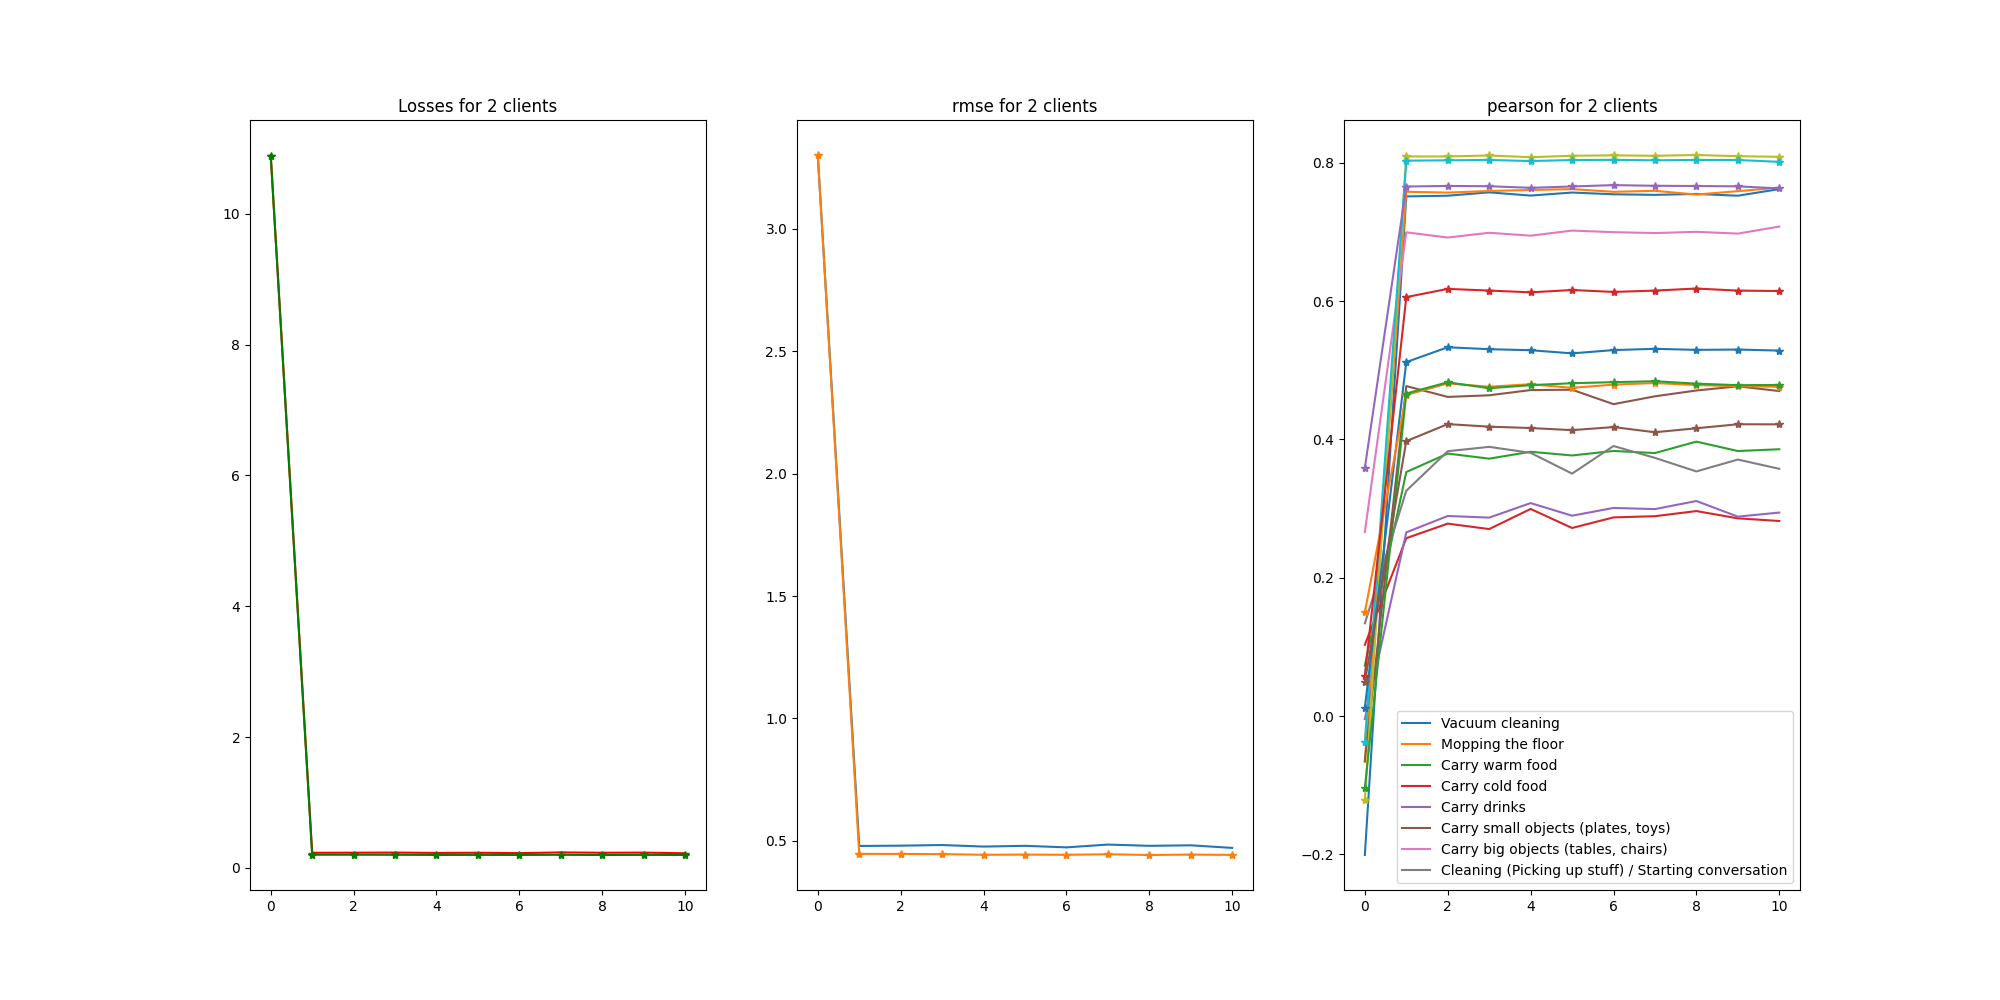 Losses for 2 clients
10
8
6
4
2
0
0 2 4 6 8 10
rmse for 2 clients
3.0
2.5
2.0
1.5
1.0
0.5
0 2 4 6 8 10
pearson for 2 clients
0.8
0.6
0.4
0.2
0.0
−0.2
0 2 4 6 8 10
Vacuum cleaning
Mopping the floor
Carry warm food
Carry cold food
Carry drinks
Carry small objects (plates, toys)
Carry big objects (tables, chairs)
Cleaning (Picking up stuff) / Starting conversation